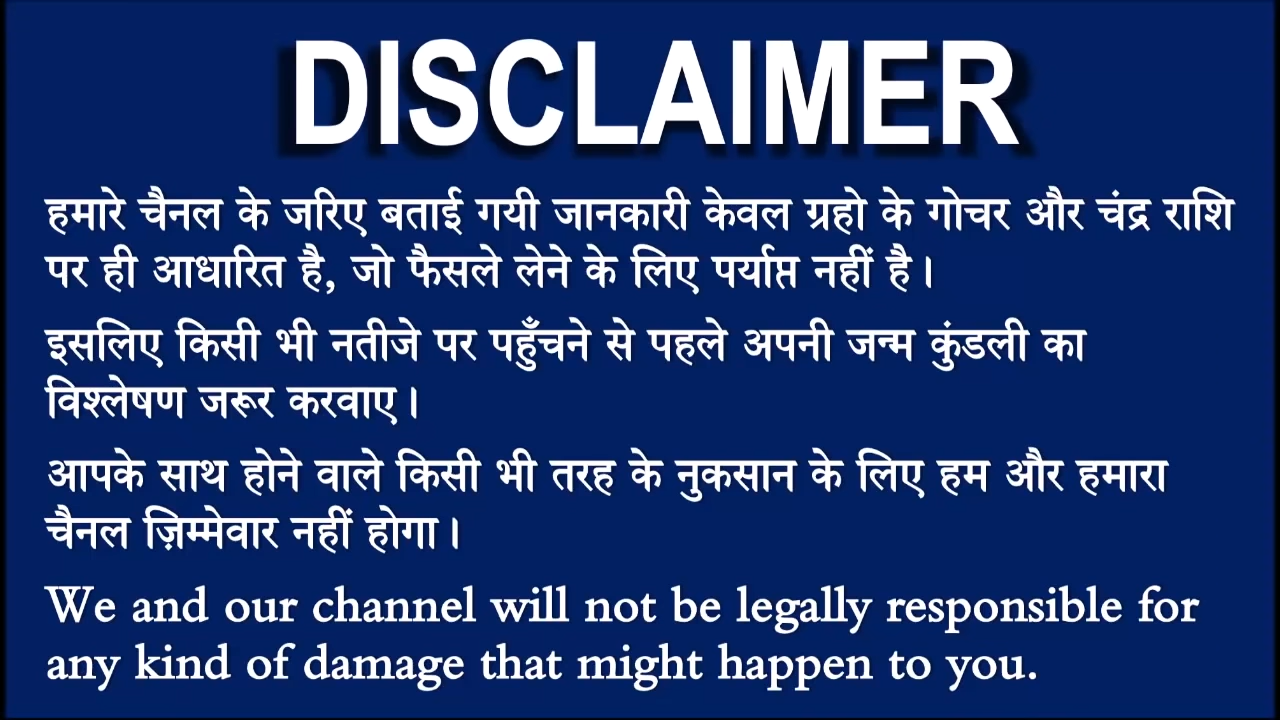 DISCLAIMER
हमारे चैनल के जरिए बताई गयी जानकारी केवल ग्रहो के गोचर और चंद्र राशि
पर ही आधारित है, जो फैसले लेने के लिए पर्याप्त नहीं है।
इसलिए किसी भी नतीजे पर पहुँचने से पहले अपनी जन्म कुंडली का
विश्लेषण जरूर करवाए।
आपके साथ होने वाले किसी भी तरह के नुकसान के लिए हम और हमारा
चैनल ज़िम्मेवार नहीं होगा।
We and our channel will not be legally responsible for
any kind of damage that might happen to you.